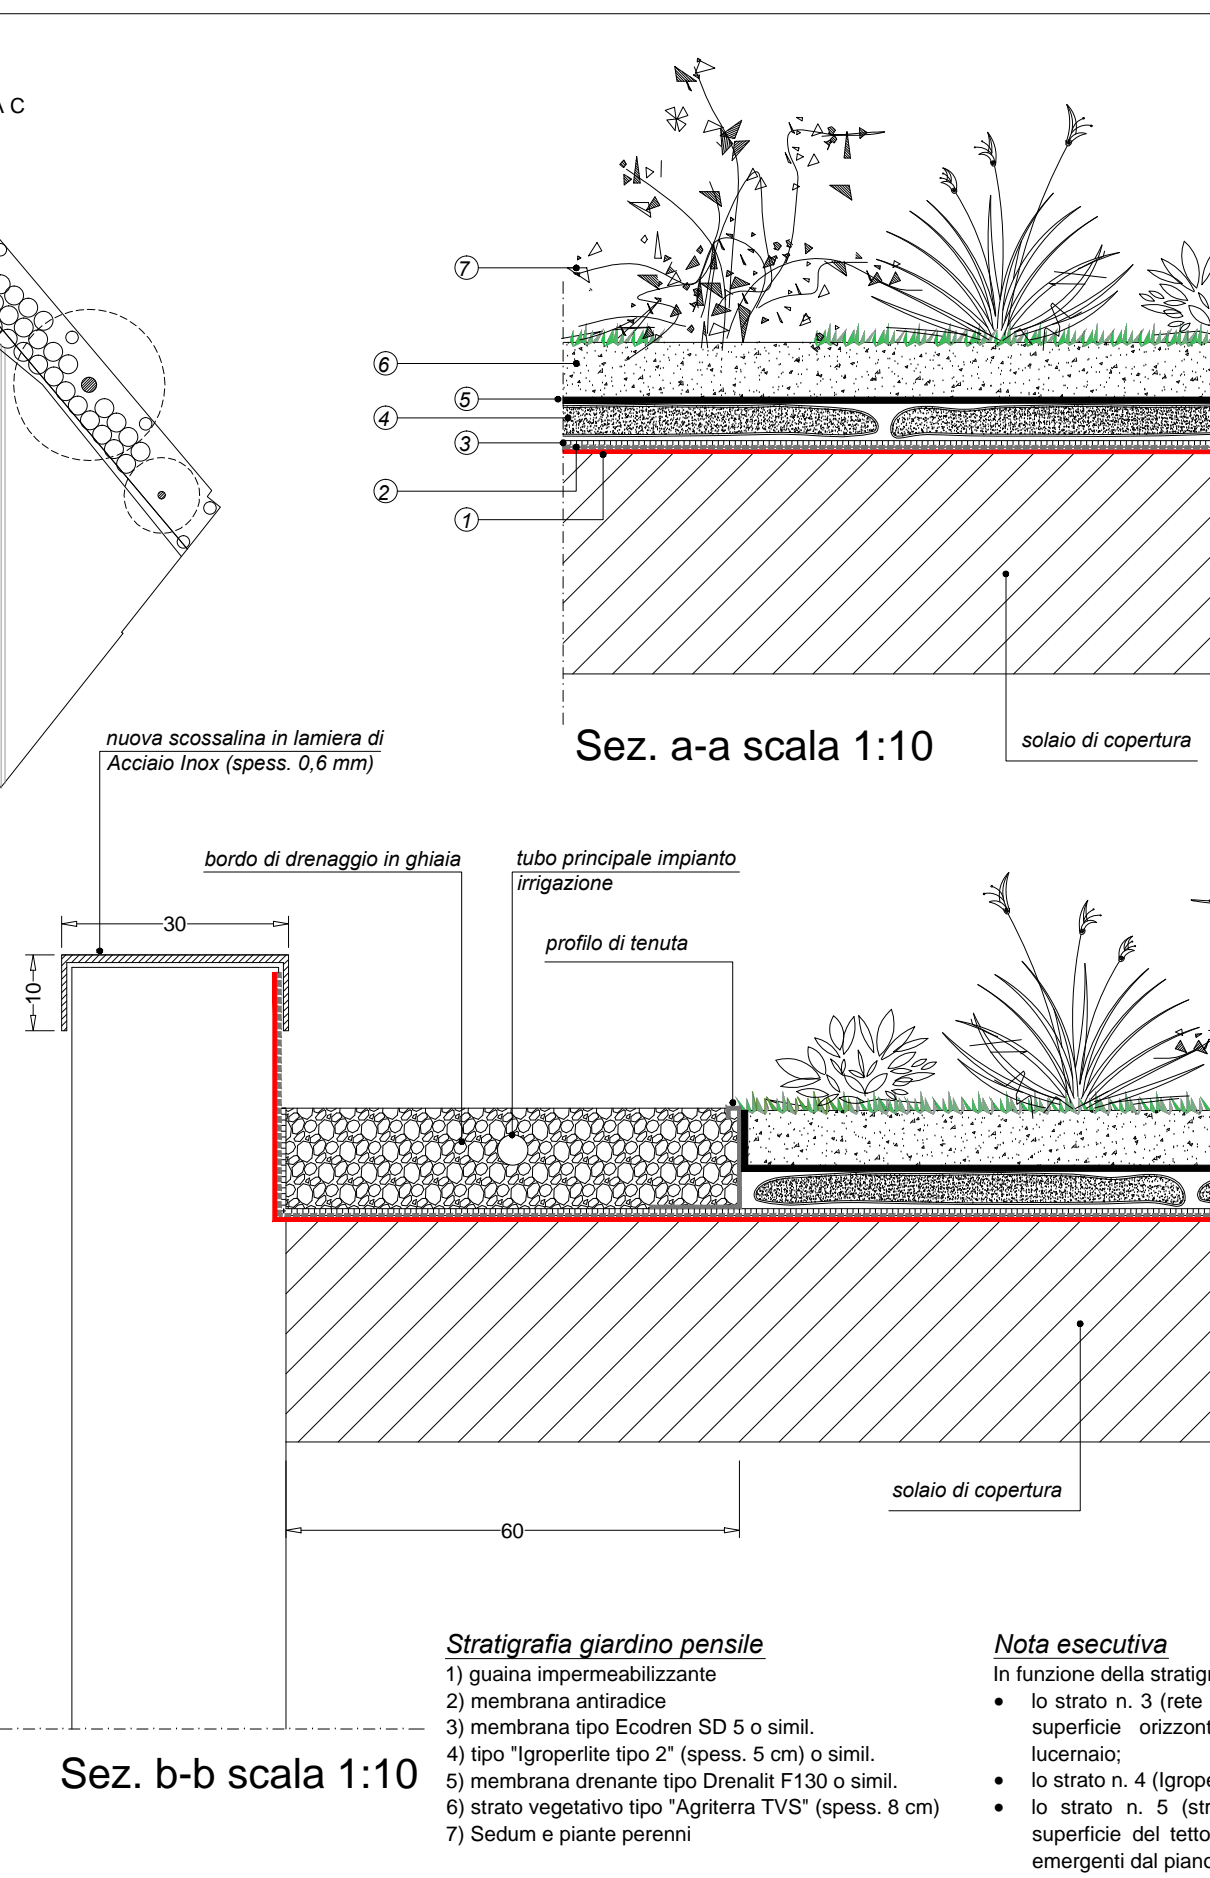 A C
7
6
5
4
3
2
1
Sez. a-a scala 1:10
solaio di copertura
nuova scossalina in lamiera di
Acciaio Inox (spess. 0,6 mm)
bordo di drenaggio in ghiaia
tubo principale impianto
irrigazione
profilo di tenuta
30
10
solaio di copertura
60
Sez. b-b scala 1:10
Stratigrafia giardino pensile
1) guaina impermeabilizzante
2) membrana antiradice
3) membrana tipo Ecodren SD 5 o simil.
4) tipo "Igroperlite tipo 2" (spess. 5 cm) o simil.
5) membrana drenante tipo Drenalit F130 o simil.
6) strato vegetativo tipo "Agriterra TVS" (spess. 8 cm)
7) Sedum e piante perenni
Nota esecutiva
In funzione della stratigr
• lo strato n. 3 (rete
superficie orizzont
lucernaio;
• lo strato n. 4 (Igrope
• lo strato n. 5 (str
superficie del tetto
emergenti dal piano